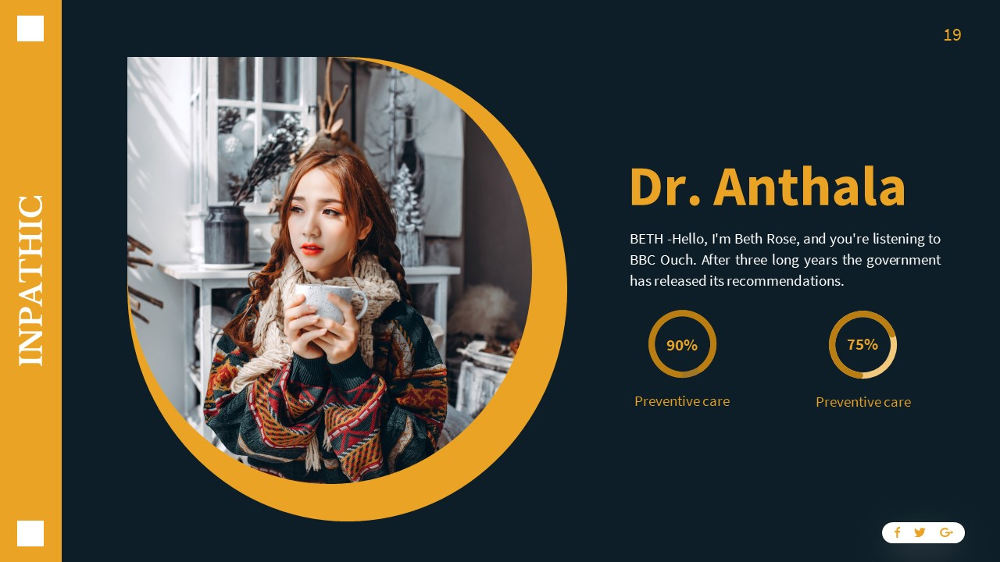 19
INPATHIC
Dr. Anthala
BETH -Hello, I'm Beth Rose, and you're listening to
BBC Ouch. After three long years the government
has released its recommendations.
90%
75%
Preventive care
Preventive care